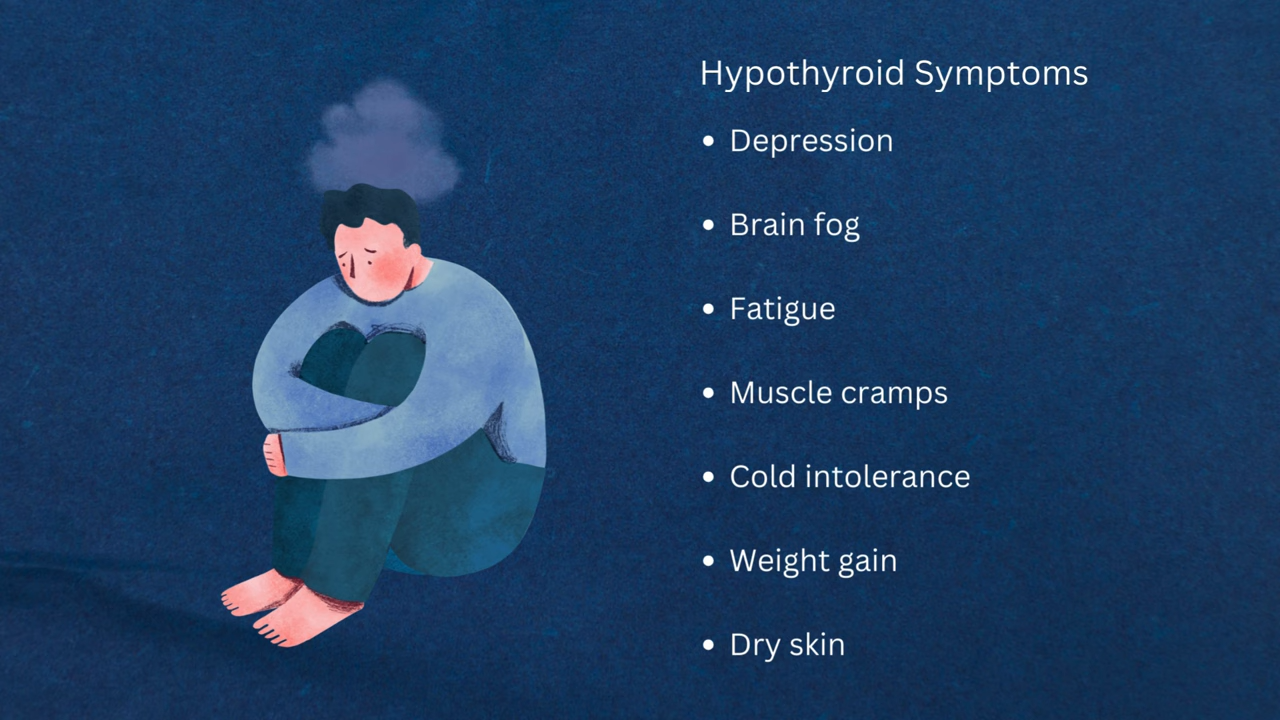 Hypothyroid Symptoms
• Depression
• Brain fog
• Fatigue
• Muscle cramps
• Cold intolerance
• Weight gain
• Dry skin